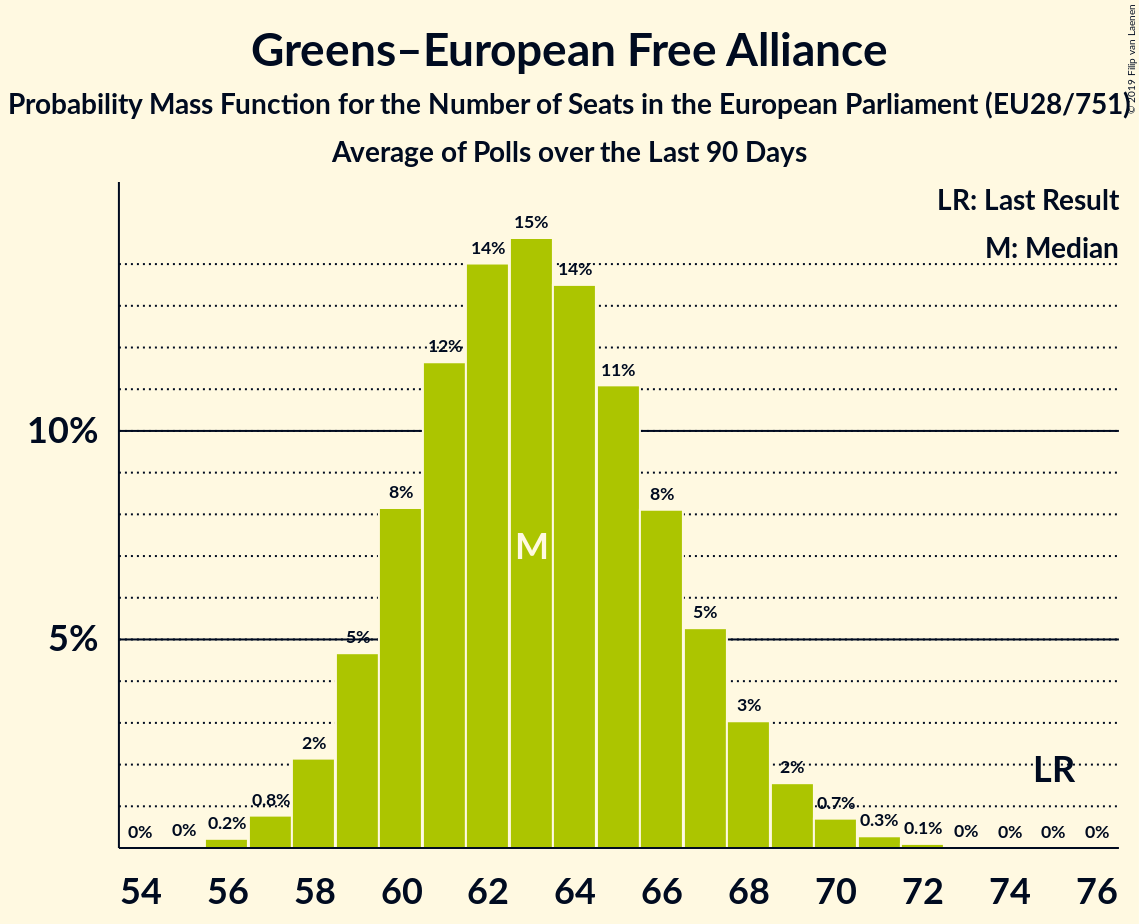 Greens–European Free Alliance
Probability Mass Function for the Number of Seats in the European Parliament (EU28/751)
Average of Polls over the Last 90 Days
© 2019 Filip van Laenen
LR: Last Result
M: Median
15%
14%
14%
12%
11%
10%
8%
8%
M
5%
5%
5%
3%
2%
2%
LR
0.8%
0.7%
0.2%
0.3%
0.1%
0%
0%
0%
0%
0%
0%
54 56 58 60 62 64 66 68 70 72 74 76